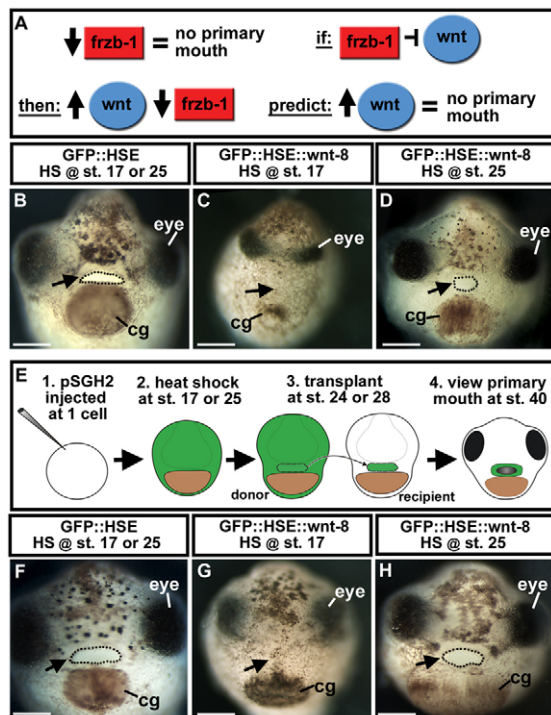 A
frzb-1 = no primary mouth
if: frzb-1 wnt
then: wnt frzb-1
predict: wnt = no primary mouth
GFP::HSE
HS @ st. 17 or 25
GFP::HSE::wnt-8
HS @ st. 17
GFP::HSE::wnt-8
HS @ st. 25
B
eye
cg
C
eye
cg
D
eye
cg
E
1. pSGH2
injected
at 1 cell
2. heat shock
at st. 17 or 25
3. transplant
at st. 24 or 28
4. view primary
mouth at st. 40
donor
recipient
GFP::HSE
HS @ st. 17 or 25
GFP::HSE::wnt-8
HS @ st. 17
GFP::HSE::wnt-8
HS @ st. 25
F
eye
cg
G
eye
cg
H
eye
cg